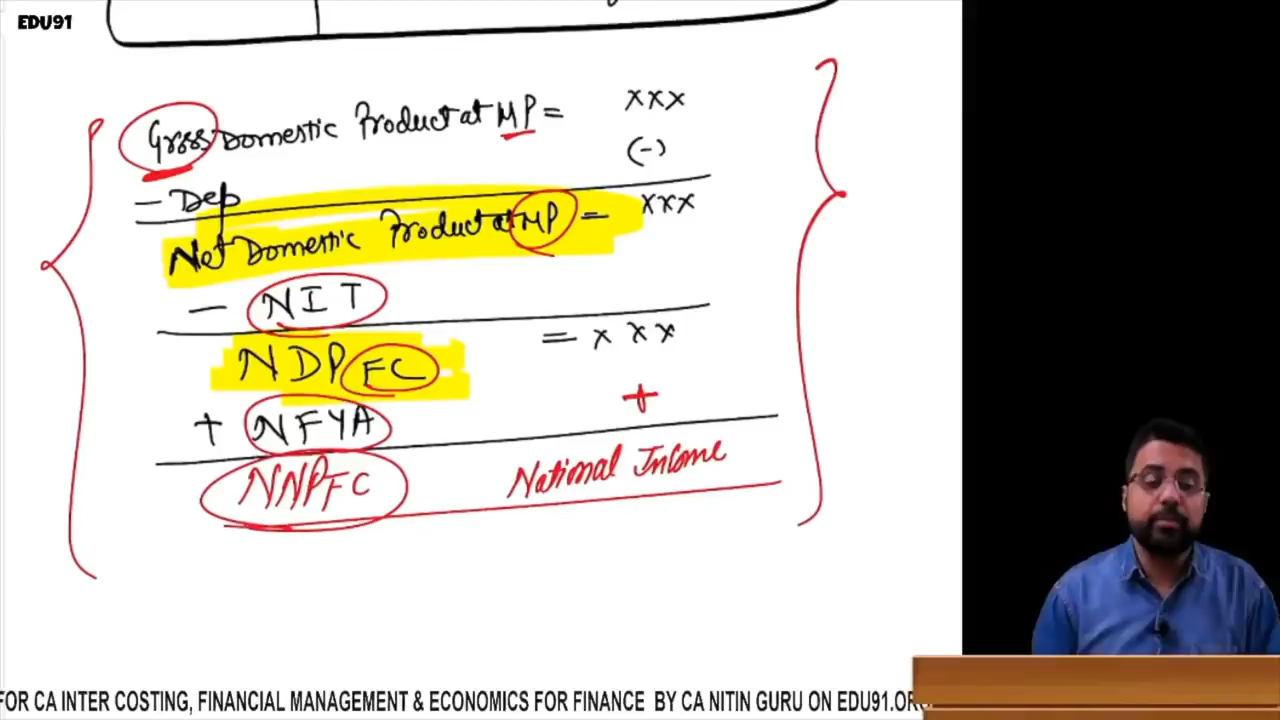 EDU91
Gross Domestic Product at MP = xxx
(-)
- Dep
Net Domestic Product at MP = xxx
- NIT
NDP FC = x x x
+ NFYA +
NNPFC National Income
FOR CA INTER COSTING, FINANCIAL MANAGEMENT & ECONOMICS FOR FINANCE BY CA NITIN GURU ON EDU91.ORG